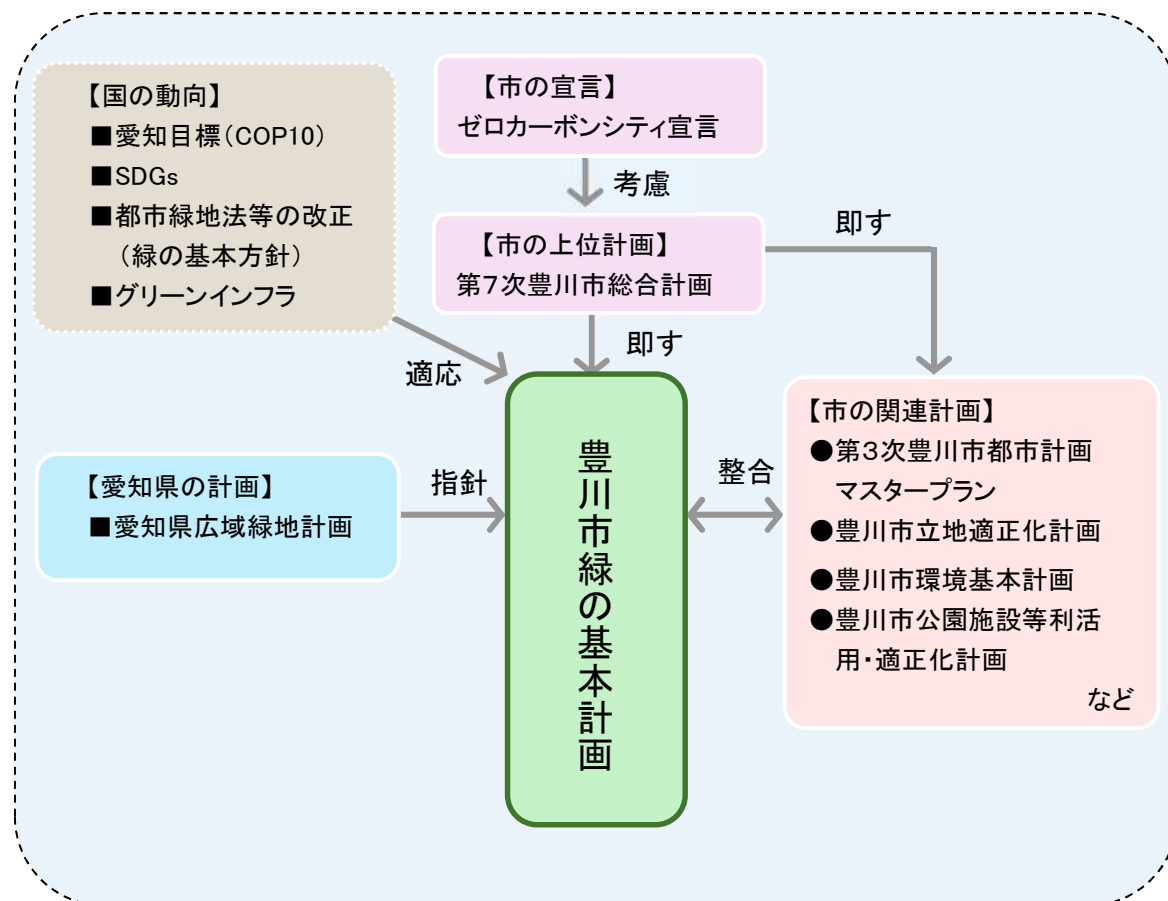 【国の動向】
■愛知目標(COP10)
■SDGs
■都市緑地法等の改正
(緑の基本方針)
■グリーンインフラ
【市の宣言】
ゼロカーボンシティ宣言
考慮
【市の上位計画】
第7次豊川市総合計画
即す
即す
適応
【愛知県の計画】
■愛知県広域緑地計画
指針
豊川市緑の基本計画
整合
【市の関連計画】
●第3次豊川市都市計画
マスタープラン
●豊川市立地適正化計画
●豊川市環境基本計画
●豊川市公園施設等利活
用・適正化計画
など